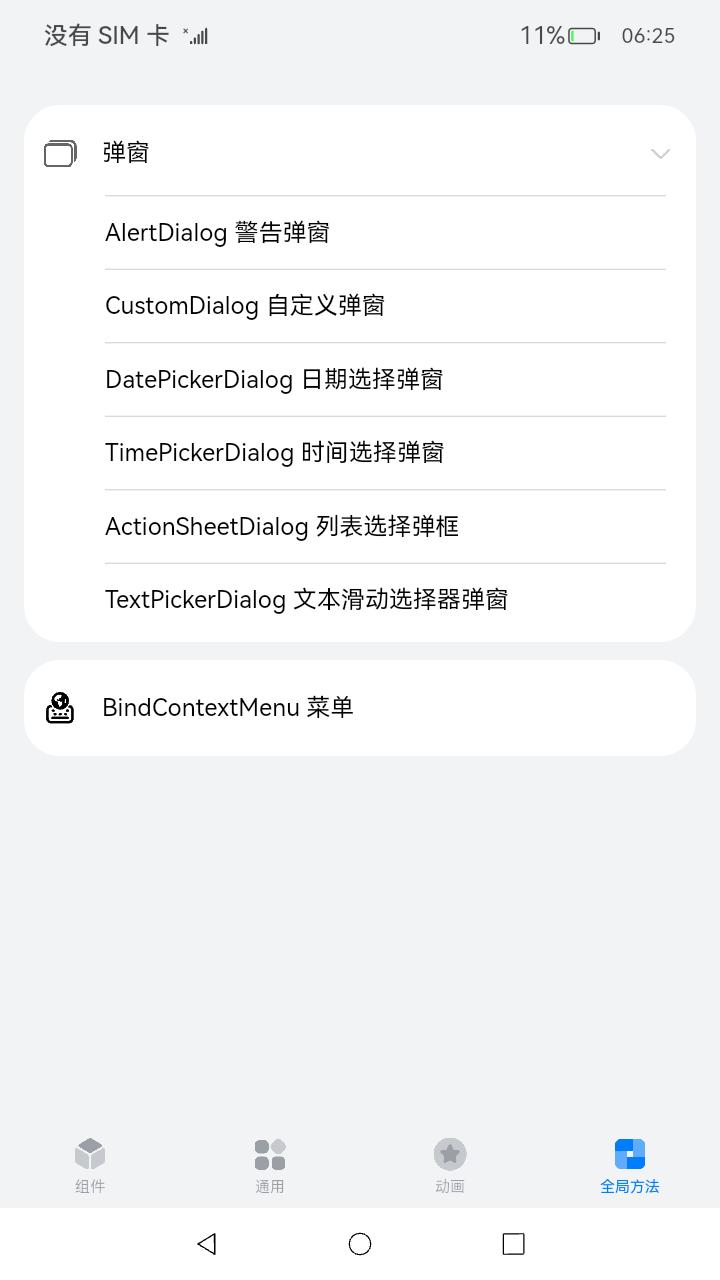 没有 SIM 卡
11%
06:25
弹窗
AlertDialog 警告弹窗
CustomDialog 自定义弹窗
DatePickerDialog 日期选择弹窗
TimePickerDialog 时间选择弹窗
ActionSheetDialog 列表选择弹框
TextPickerDialog 文本滑动选择器弹窗
BindContextMenu 菜单
组件
通用
动画
全局方法